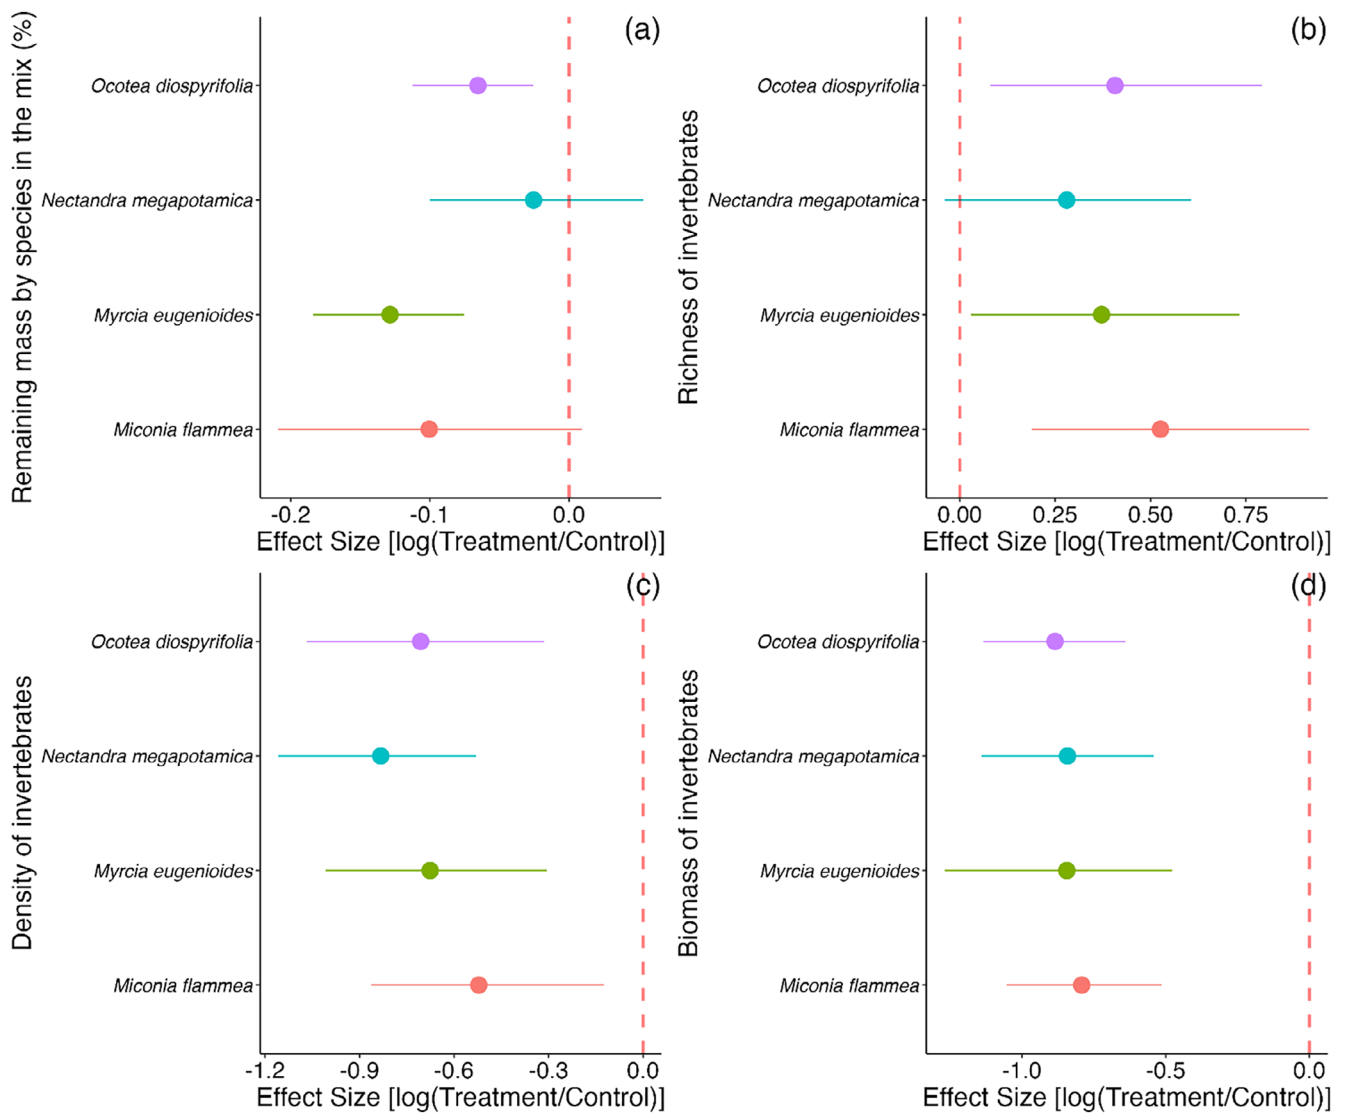 Remaining mass by species in the mix (%)
(a)
Ocotea diospyrifolia
Nectandra megapotamica
Myrcia eugenioides
Miconia flammea
-0.2 -0.1 0.0
Effect Size [log(Treatment/Control)]
Richness of invertebrates
(b)
Ocotea diospyrifolia
Nectandra megapotamica
Myrcia eugenioides
Miconia flammea
0.00 0.25 0.50 0.75
Effect Size [log(Treatment/Control)]
Density of invertebrates
(c)
Ocotea diospyrifolia
Nectandra megapotamica
Myrcia eugenioides
Miconia flammea
-1.2 -0.9 -0.6 -0.3 0.0
Effect Size [log(Treatment/Control)]
Biomass of invertebrates
(d)
Ocotea diospyrifolia
Nectandra megapotamica
Myrcia eugenioides
Miconia flammea
-1.0 -0.5 0.0
Effect Size [log(Treatment/Control)]